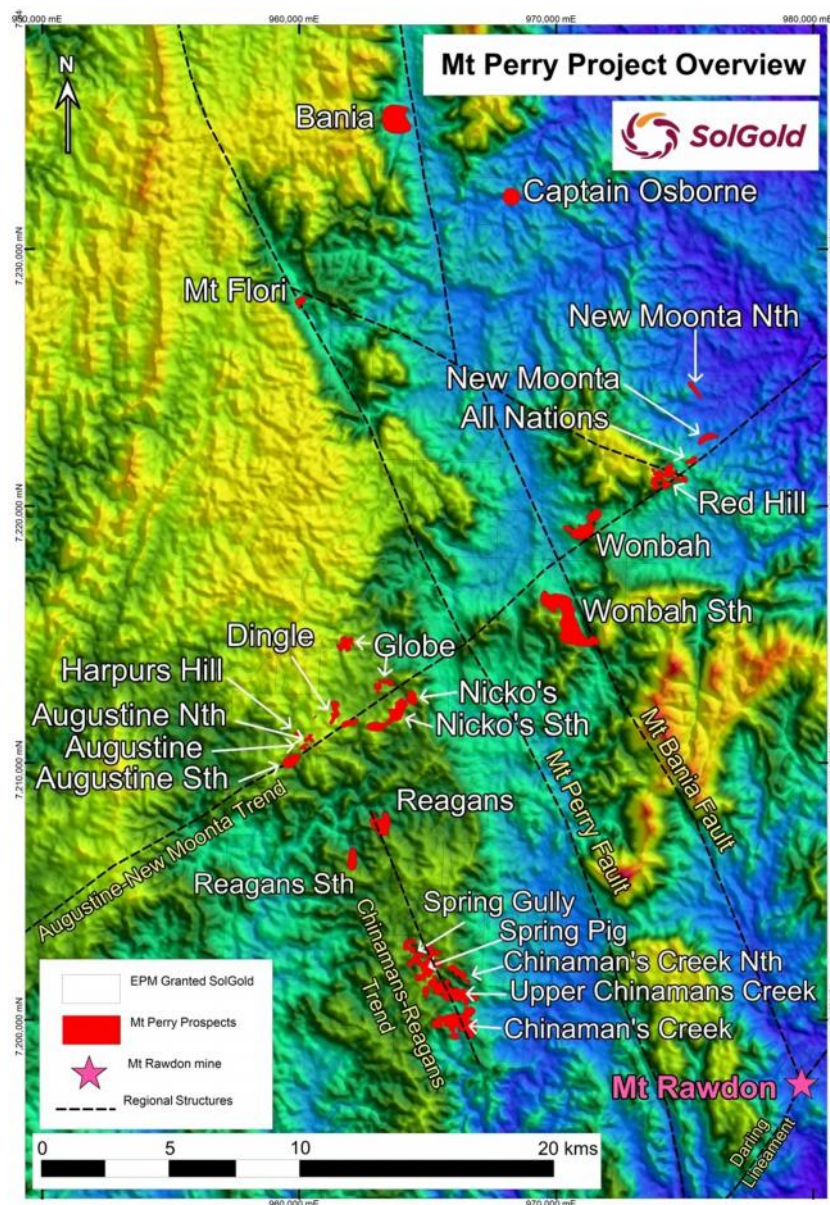 950,000 mE
960,000 mE
970,000 mE
980,000 mE
Mt Perry Project Overview
SolGold
N
Bania
Captain Osborne
7,230,000 mN
Mt Flori
New Moonta Nth
New Moonta
All Nations
Red Hill
7,220,000 mN
Wonbah
Wonbah Sth
Dingle
Globe
Harpurs Hill
Nicko's
Augustine Nth
Nicko's Sth
Augustine
Augustine Sth
7,210,000 mN
Mt Bania Fault
Mt Perry Fault
Augustine-New Moonta Trend
Reagans
Reagans Sth
Chinamans-Reagans
Trend
Spring Gully
Spring Pig
Chinaman's Creek Nth
Upper Chinamans Creek
Chinaman's Creek
7,200,000 mN
Mt Rawdon
Darling
Lineament
EPM Granted SolGold
Mt Perry Prospects
Mt Rawdon mine
Regional Structures
0 5 10 20 kms
960,000 mE
970,000 mE